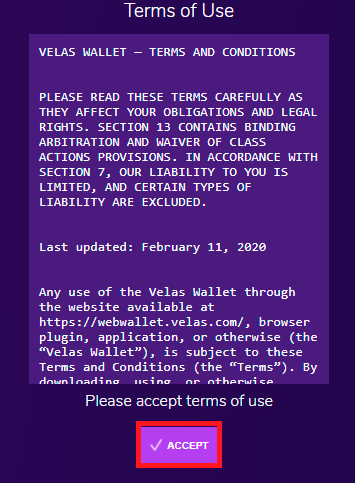 Terms of Use
VELAS WALLET – TERMS AND CONDITIONS
PLEASE READ THESE TERMS CAREFULLY AS
THEY AFFECT YOUR OBLIGATIONS AND LEGAL
RIGHTS. SECTION 13 CONTAINS BINDING
ARBITRATION AND WAIVER OF CLASS
ACTIONS PROVISIONS. IN ACCORDANCE WITH
SECTION 7, OUR LIABILITY TO YOU IS
LIMITED, AND CERTAIN TYPES OF
LIABILITY ARE EXCLUDED.
Last updated: February 11, 2020
Any use of the Velas Wallet through
the website available at
https://webwallet.velas.com/, browser
plugin, application, or otherwise (the
“Velas Wallet”), is subject to these
Terms and Conditions (the “Terms”). By
downloading, using, or otherwise
Please accept terms of use
ACCEPT